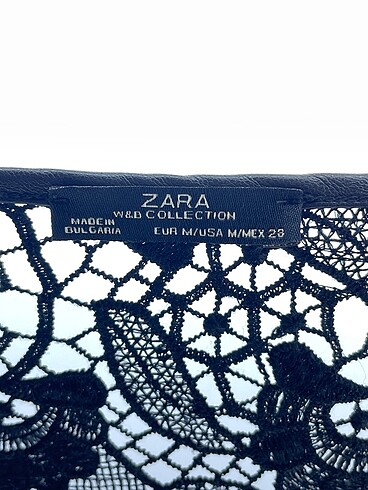 ZARA
W&B COLLECTION
MADE IN
BULGARIA
EUR M/USA M/MEX 28